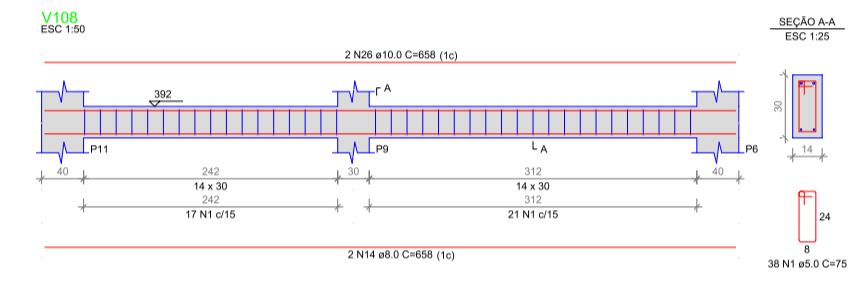 V108
ESC 1:50
SEÇÃO A-A
ESC 1:25
2 N26 ø10.0 C=658 (1c)
392
A
30
P11
P9
A
P6
14
40
242
30
312
40
14 x 30
14 x 30
242
312
17 N1 c/15
21 N1 c/15
24
8
2 N14 ø8.0 C=658 (1c)
38 N1 ø5.0 C=75